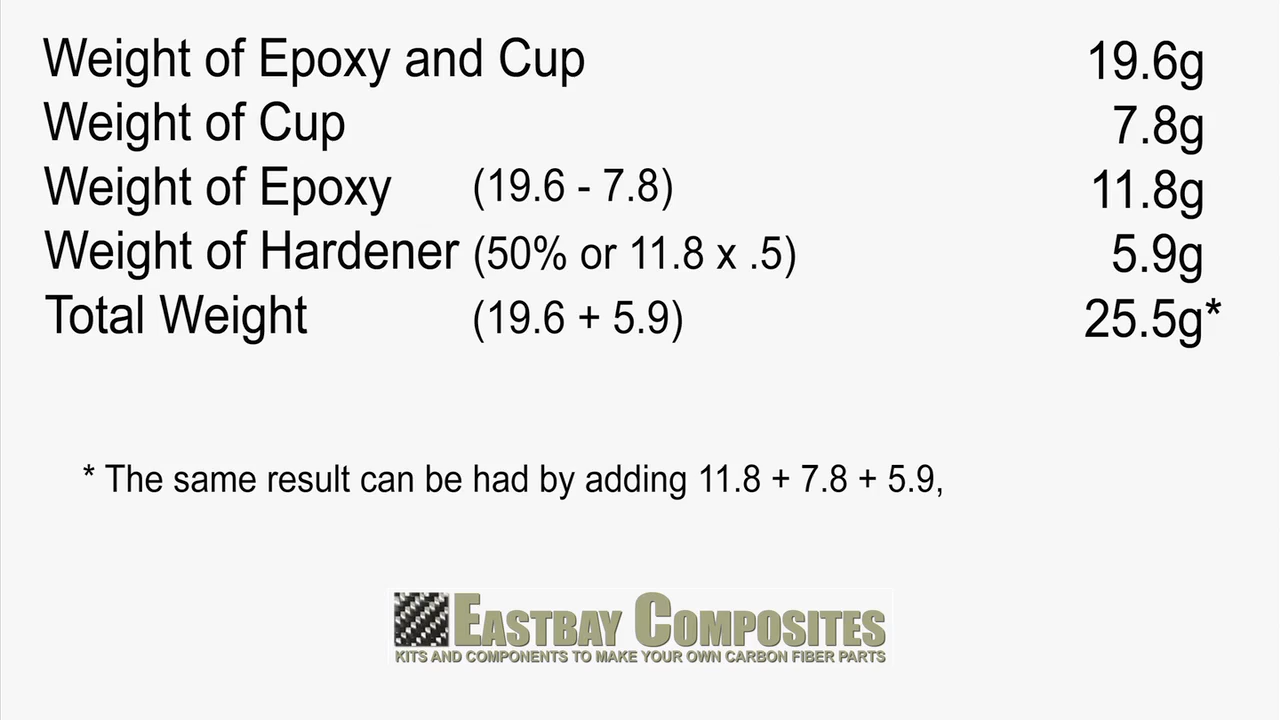 Weight of Epoxy and Cup 19.6g
Weight of Cup 7.8g
Weight of Epoxy (19.6 - 7.8) 11.8g
Weight of Hardener (50% or 11.8 x .5) 5.9g
Total Weight (19.6 + 5.9) 25.5g*
* The same result can be had by adding 11.8 + 7.8 + 5.9,
EASTBAY COMPOSITES
KITS AND COMPONENTS TO MAKE YOUR OWN CARBON FIBER PARTS